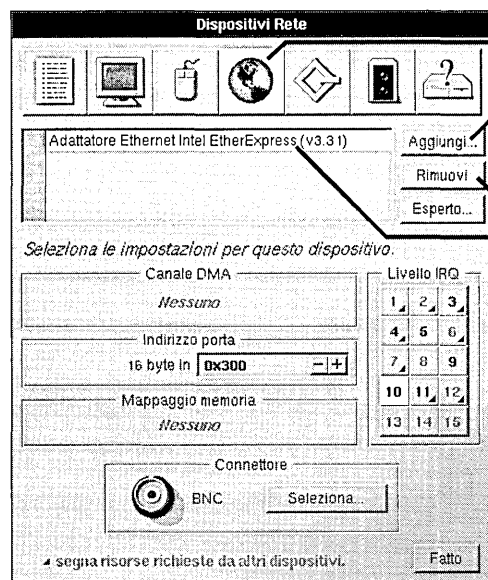 Dispositivi Rete
?
Adattatore Ethernet Intel EtherExpress (v3.31)
Aggiungi...
Rimuovi
Esperto...
Seleziona le impostazioni per questo dispositivo.
Canale DMA
Nessuno
Livello IRQ
1 2 3
4 5 6
7 8 9
10 11 12
13 14 15
Indirizzo porta
16 byte in 0x300 - +
Mappaggio memoria
Nessuno
Connettore
BNC Seleziona...
segna risorse richieste da altri dispositivi.
Fatto